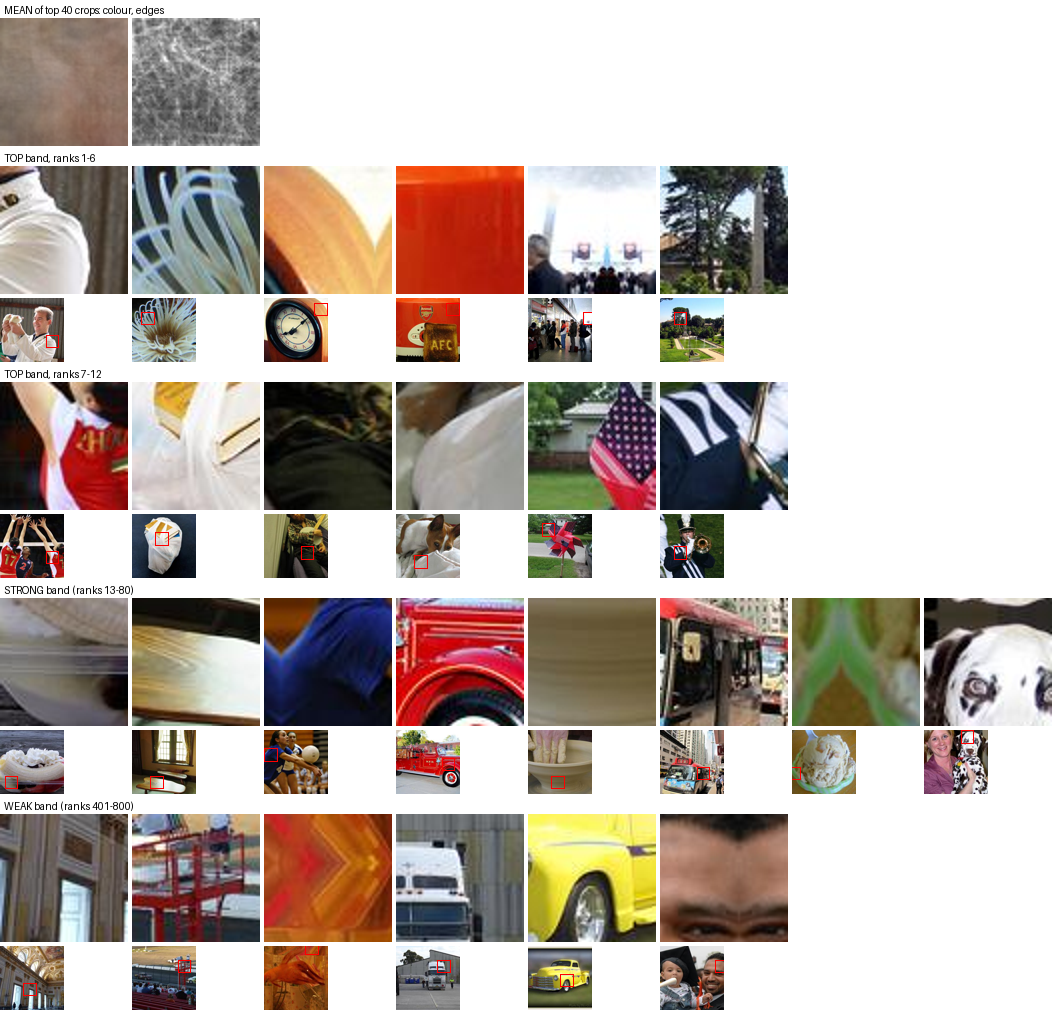 MEAN of top 40 crops: colour, edges
TOP band, ranks 1-6
AFC
TOP band, ranks 7-12
17
STRONG band (ranks 13-80)
WEAK band (ranks 401-800)